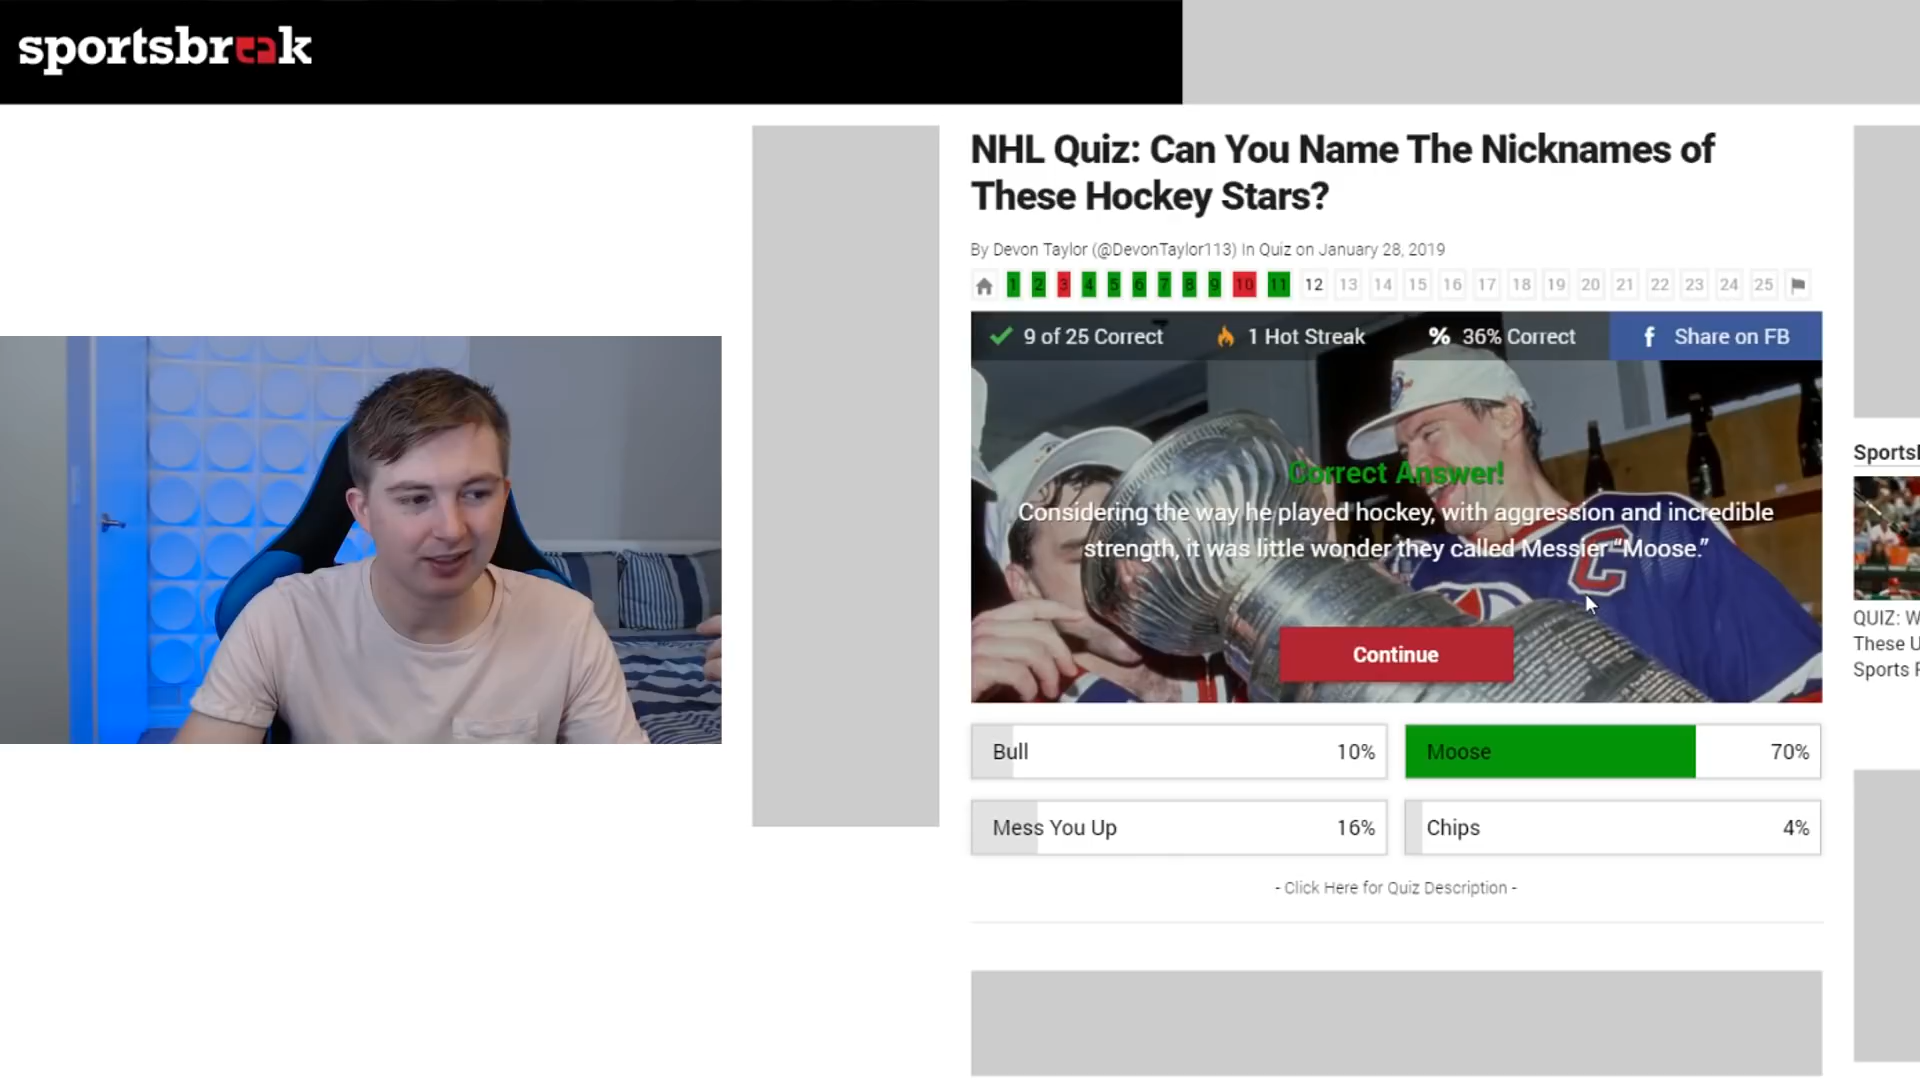 sportsbreak
NHL Quiz: Can You Name The Nicknames of
These Hockey Stars?
By Devon Taylor (@DevonTaylor113) In Quiz on January 28, 2019
1 2 3 4 5 6 7 8 9 10 11 12 13 14 15 16 17 18 19 20 21 22 23 24 25
9 of 25 Correct 1 Hot Streak % 36% Correct f Share on FB
Correct Answer!
Considering the way he played hockey, with aggression and incredible
strength, it was little wonder they called Messier “Moose.”
C
Continue
Bull 10% Moose 70%
Mess You Up 16% Chips 4%
- Click Here for Quiz Description -
Sportsb
QUIZ: W
These U
Sports F